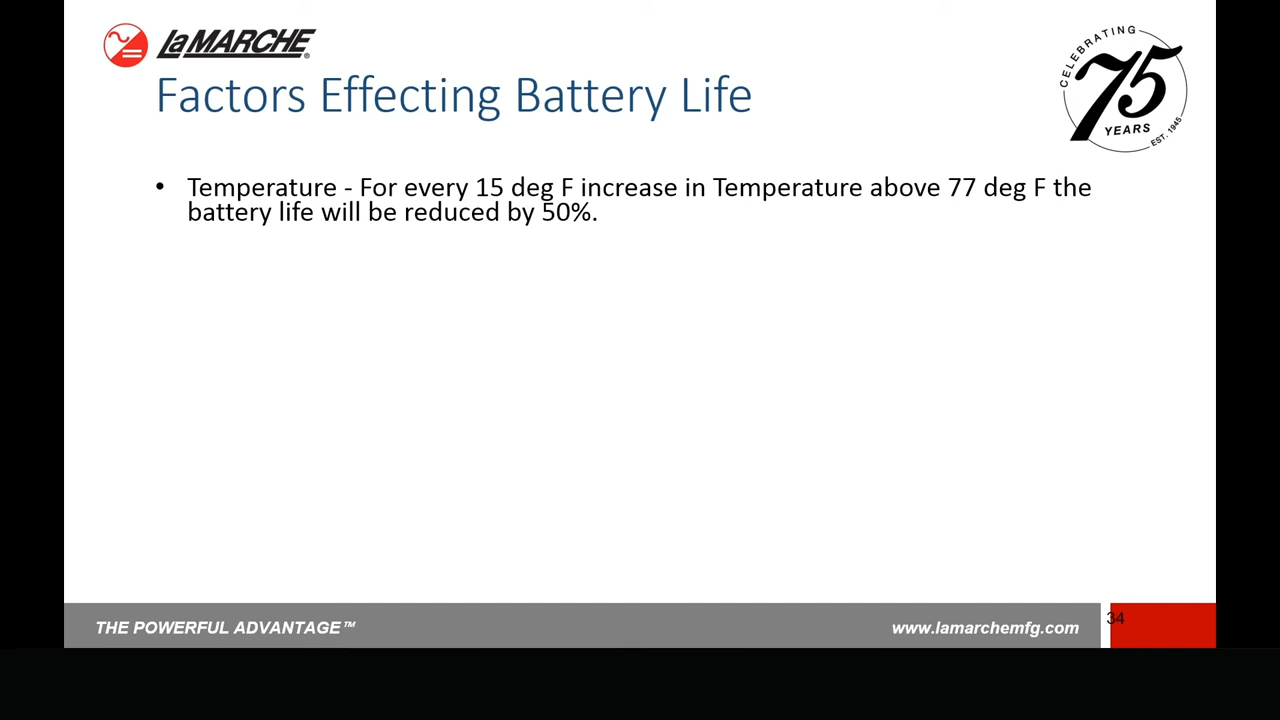 LaMARCHE®
CELEBRATING
75
YEARS
EST. 1945
Factors Effecting Battery Life
• Temperature - For every 15 deg F increase in Temperature above 77 deg F the
battery life will be reduced by 50%.
THE POWERFUL ADVANTAGE™
www.lamarchemfg.com
34